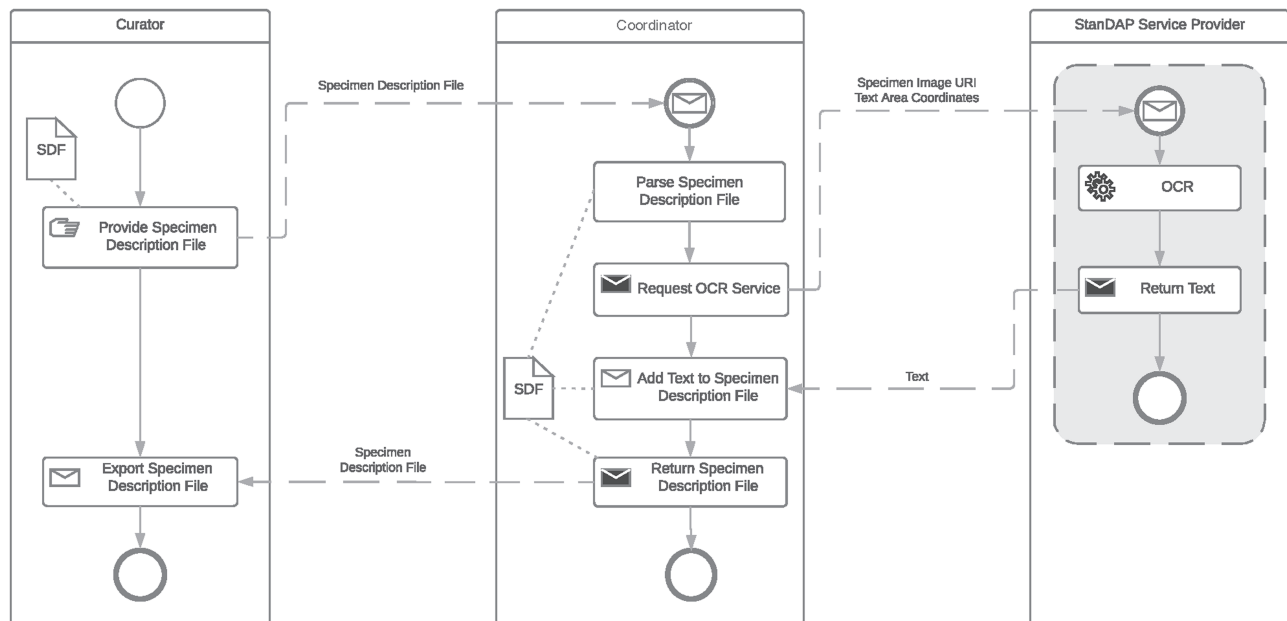 Curator
Coordinator
StanDAP Service Provider
Specimen Description File
Specimen Image URI
Text Area Coordinates
SDF
Parse Specimen
Description File
OCR
Provide Specimen
Description File
Request OCR Service
Return Text
SDF
Add Text to Specimen
Description File
Text
Specimen
Description File
Export Specimen
Description File
Return Specimen
Description File